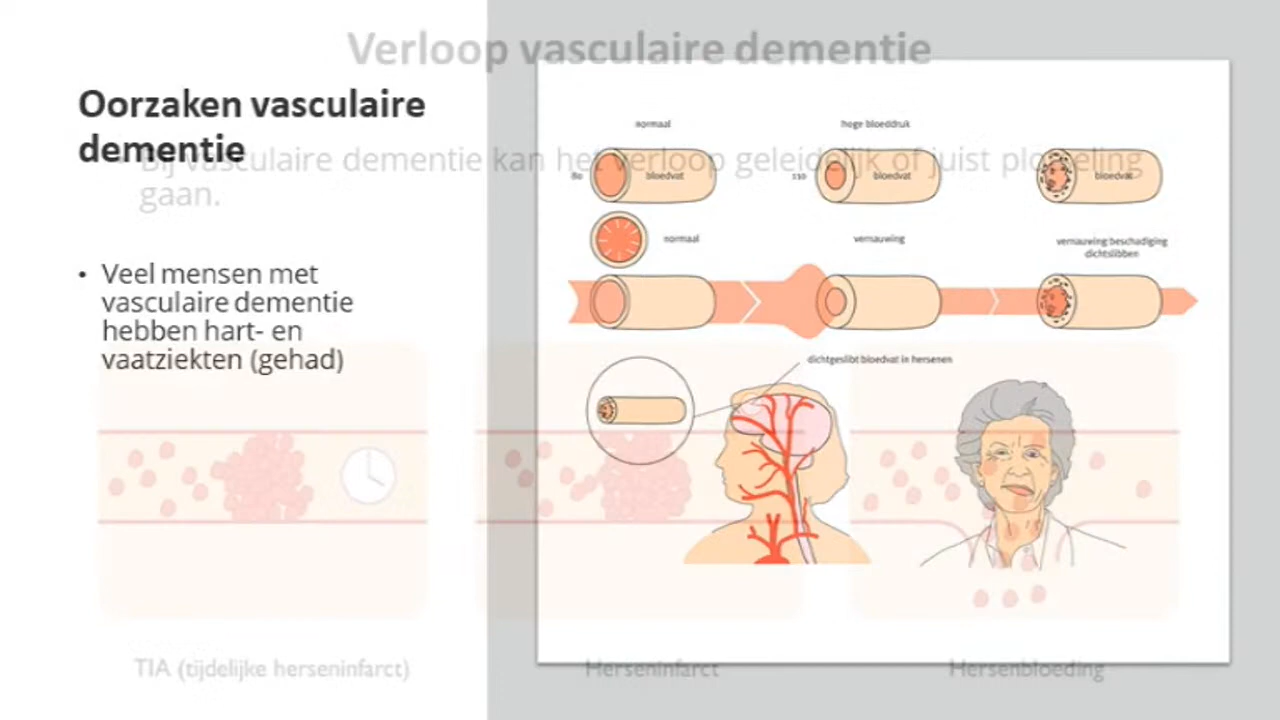 Verloop vasculaire dementie
Oorzaken vasculaire
dementie
• Bij vasculaire dementie kan het verloop geleidelijk of juist plotseling
gaan.
• Veel mensen met
vasculaire dementie
hebben hart- en
vaatziekten (gehad)
normaal
hoge bloeddruk
80
bloedvat
110
bloedvat
bloedvat
normaal
vernauwing
vernauwing beschadiging
dichtslibben
dichtgeslibt bloedvat in hersenen
TIA (tijdelijke herseninfarct)
Herseninfarct
Hersenbloeding